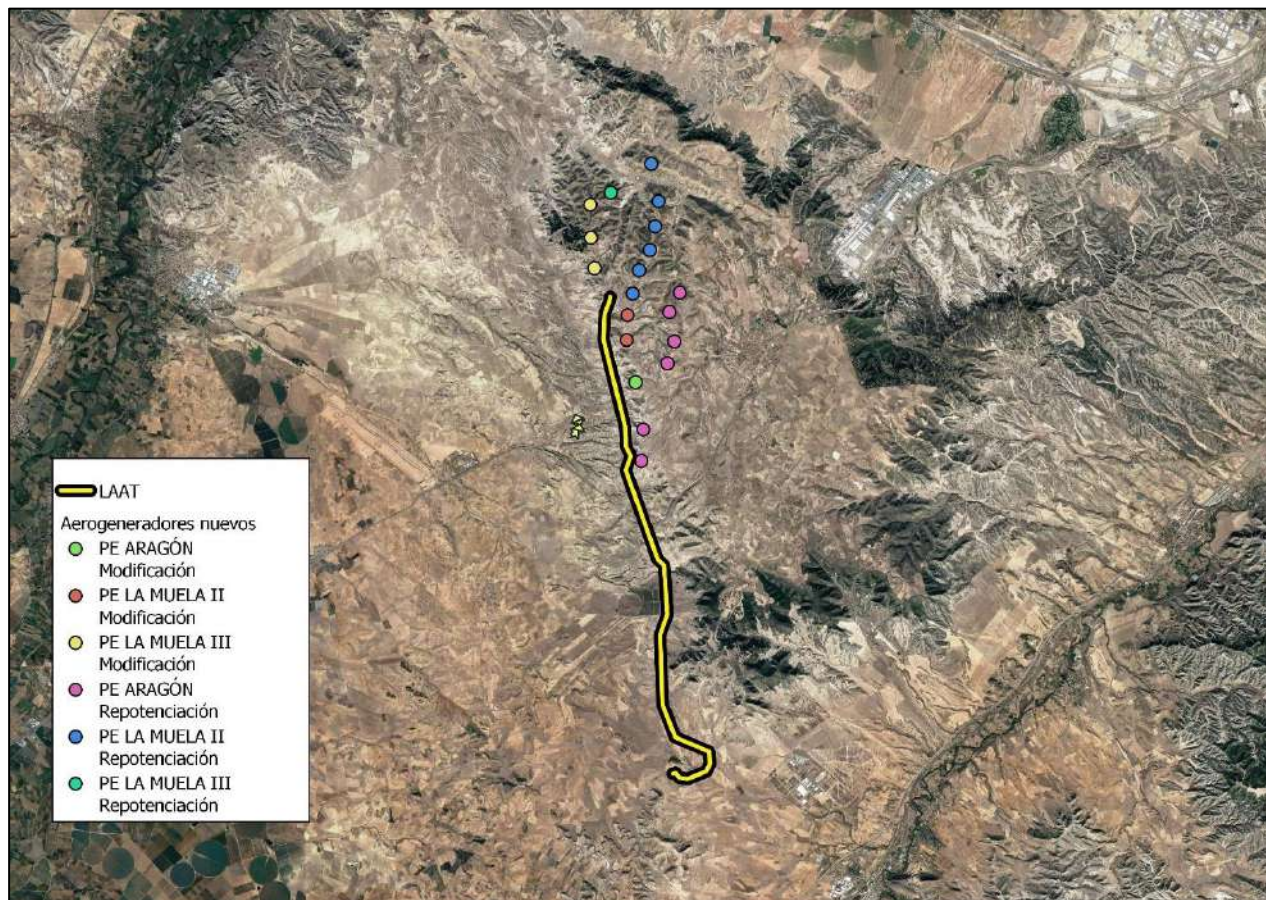 LAAT
Aerogeneradores nuevos
PE ARAGÓN
Modificación
PE LA MUELA II
Modificación
PE LA MUELA III
Modificación
PE ARAGÓN
Repotenciación
PE LA MUELA II
Repotenciación
PE LA MUELA III
Repotenciación